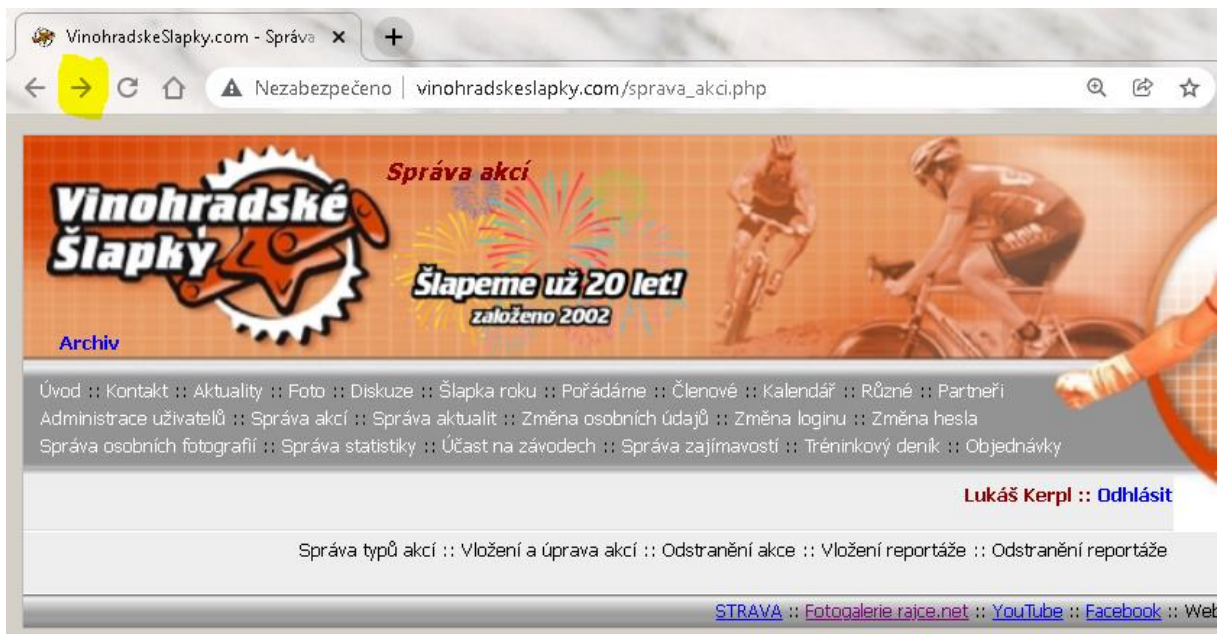 VinohradskeSlapky.com - Správa
Nezabezpečeno | vinohradskeslapky.com/sprava_akci.php
Správa akcí
Vinohradské
Šlapky
Šlapeme už 20 let!
založeno 2002
Archiv
Úvod :: Kontakt :: Aktuality :: Foto :: Diskuze :: Šlapka roku :: Pořádáme :: Členové :: Kalendář :: Různé :: Partneři
Administrace uživatelů :: Správa akcí :: Správa aktualit :: Změna osobních údajů :: Změna loginu :: Změna hesla
Správa osobních fotografií :: Správa statistiky :: Účast na závodech :: Správa zajímavostí :: Tréninkový deník :: Objednávky
Lukáš Kerpl :: Odhlásit
Správa typů akcí :: Vložení a úprava akcí :: Odstranění akce :: Vložení reportáže :: Odstranění reportáže
STRAVA :: Fotogalerie rajce.net :: YouTube :: Facebook :: Web